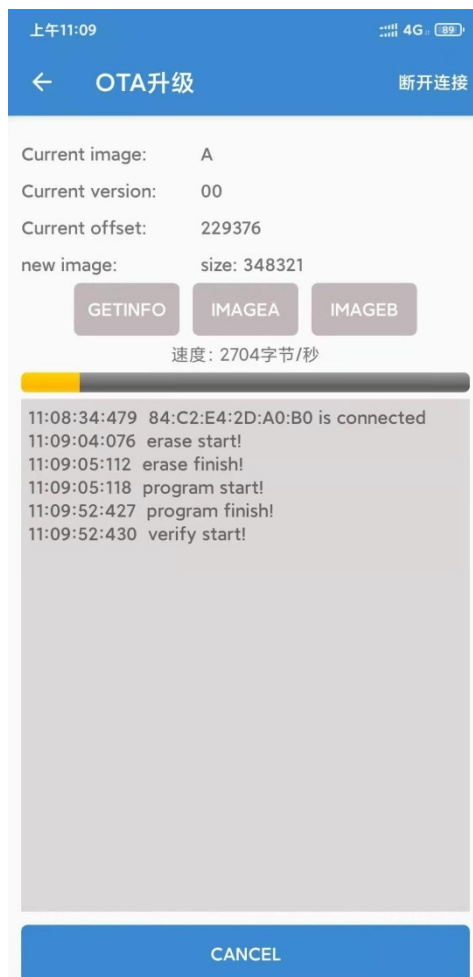 上午11:09 4G 89
← OTA升级 断开连接
Current image: A
Current version: 00
Current offset: 229376
new image: size: 348321
GETINFO IMAGEA IMAGEB
速度: 2704字节/秒
11:08:34:479 84:C2:E4:2D:A0:B0 is connected
11:09:04:076 erase start!
11:09:05:112 erase finish!
11:09:05:118 program start!
11:09:52:427 program finish!
11:09:52:430 verify start!
CANCEL